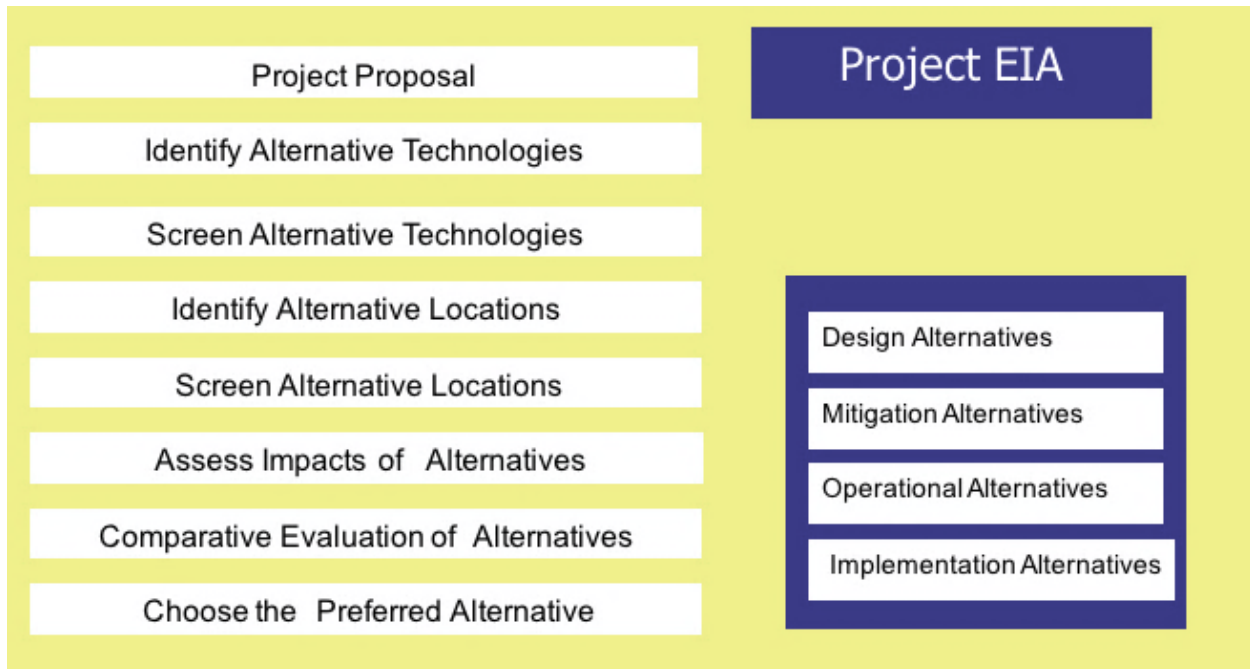 Project Proposal
Identify Alternative Technologies
Screen Alternative Technologies
Identify Alternative Locations
Screen Alternative Locations
Assess Impacts of Alternatives
Comparative Evaluation of Alternatives
Choose the Preferred Alternative
Project EIA
Design Alternatives
Mitigation Alternatives
Operational Alternatives
Implementation Alternatives